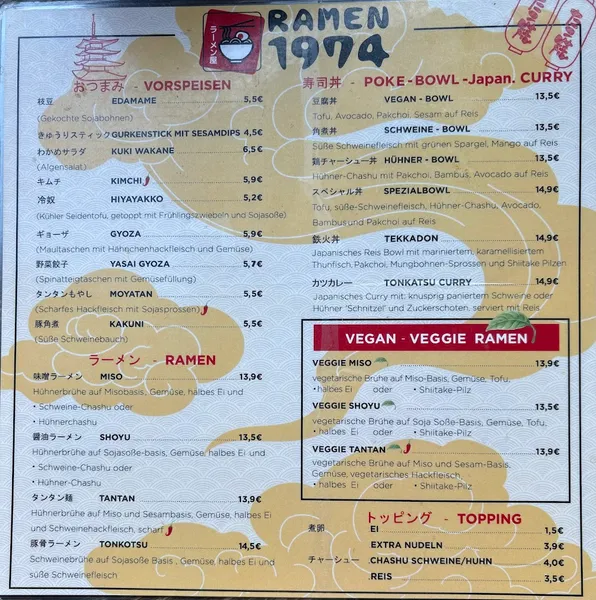 ラーメン屋
RAMEN
1974
おつまみ - VORSPEISEN
枝豆 EDAMAME 5,5€
(Gekochte Sojabohnen)
きゅうりスティック GURKENSTICK MIT SESAMDIPS 4,5€
わかめサラダ KUKI WAKANE 6,5€
(Algensalat)
キムチ KIMCHI 5,9€
冷奴 HIYAYAKKO 5,2€
(Kühler Seidentofu, getoppt mit Frühlingszwiebeln und Sojasoße)
ギョーザ GYOZA 5,9€
(Maultaschen mit Hähnchenhackfleisch und Gemüse)
野菜餃子 YASAI GYOZA 5,7€
(Spinatteigtaschen mit Gemüsefüllung)
タンタンもやし MOYATAN 5,5€
(Scharfes Hackfleisch mit Sojasprossen)
豚角煮 KAKUNI 5,5€
(Süße Schweinebauch)
ラーメン - RAMEN
味噌ラーメン MISO 13,9€
Hühnerbrühe auf Misobasis, Gemüse, halbes Ei und
• Schweine-Chashu oder
• Hühnerchashu
醤油ラーメン SHOYU 13,5€
Hühnerbrühe auf Sojasoße-basis, Gemüse, halbes Ei und
• Schweine-Chashu oder
• Hühner-Chashu
タンタン麺 TANTAN 13,9€
Hühnerbrühe auf Miso und Sesambasis, Gemüse, halbes Ei
und Schweinehackfleisch, scharf
豚骨ラーメン TONKOTSU 14,5€
Schweinebrühe auf Sojasoße Basis , Gemüse, halbes Ei und
süße Schweinefleisch
寿司丼 - POKE-BOWL-Japan. CURRY
豆腐丼 VEGAN - BOWL 13,5€
Tofu, Avocado, Pakchoi, Sesam auf Reis
角煮丼 SCHWEINE - BOWL 13,5€
Süße Schweinefleisch mit grünen Spargel, Mango auf Reis
鶏チャーシュー丼 HÜHNER - BOWL 13,5€
Hühner-Chashu mit Pakchoi, Bambus, Avocado auf Reis
スペシャル丼 SPEZIALBOWL 14,9€
Tofu, süße-Schweinefleisch, Hühner-Chashu, Avocado,
Bambus und Pakchoi auf Reis
鉄火丼 TEKKADON 14,9€
Japanisches Reis Bowl mit mariniertem, karamellisiertem
Thunfisch, Pakchoi, Mungbohnen-Sprossen und Shiitake Pilzen
カツカレー TONKATSU CURRY 14,9€
Japanisches Curry mit: knusprig paniertem Schweine oder
Hühner 'Schnitzel' und Zuckerschoten, serviert mit Reis
VEGAN - VEGGIE RAMEN
VEGGIE MISO 13,9€
vegetarische Brühe auf Miso-Basis, Gemüse, Tofu,
• halbes Ei oder • Shiitake-Pilz
VEGGIE SHOYU 13,5€
vegetarische Brühe auf Soja Soße-Basis, Gemüse, Tofu,
• halbes Ei oder • Shiitake-Pilz
VEGGIE TANTAN 13,9€
vegetarische Brühe auf Miso und Sesam-Basis,
Gemüse, vegetarisches Hackfleisch,
• halbes Ei oder • Shiitake-Pilz
トッピング - TOPPING
煮卵 EI 1,5€
EXTRA NUDELN 3,9€
チャーシュー CHASHU SCHWEINE/HUHN 4,0€
REIS 3,5€